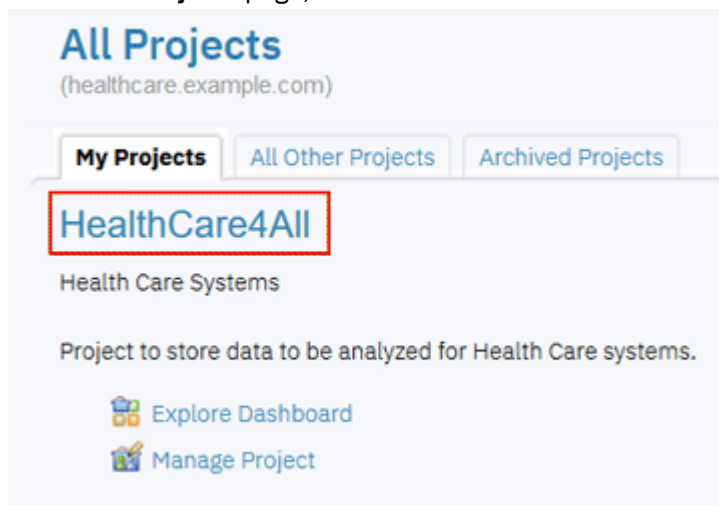 All Projects
(healthcare.example.com)
My Projects All Other Projects Archived Projects
HealthCare4All
Health Care Systems
Project to store data to be analyzed for Health Care systems.
Explore Dashboard
Manage Project